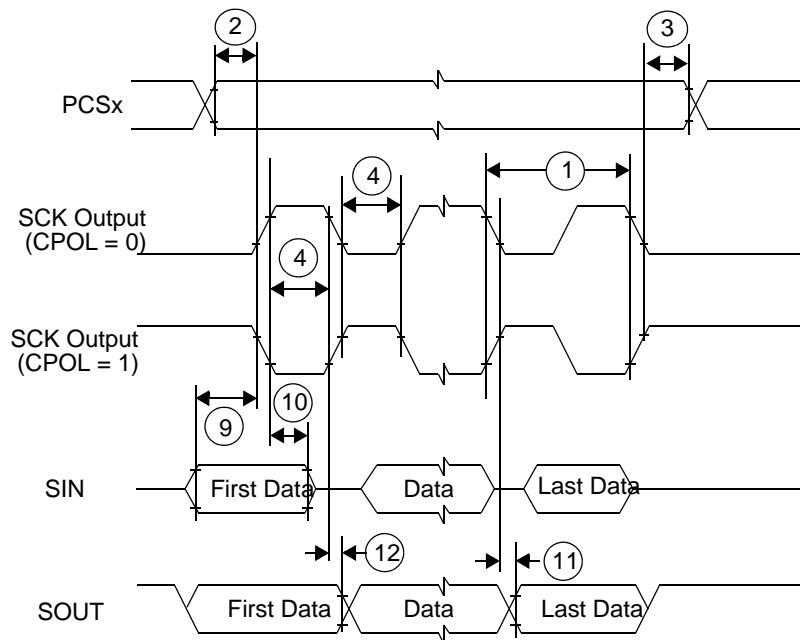 2
3
PCSx
4
1
SCK Output
(CPOL = 0)
4
SCK Output
(CPOL = 1)
9
10
SIN
First Data
Data
Last Data
12
11
SOUT
First Data
Data
Last Data